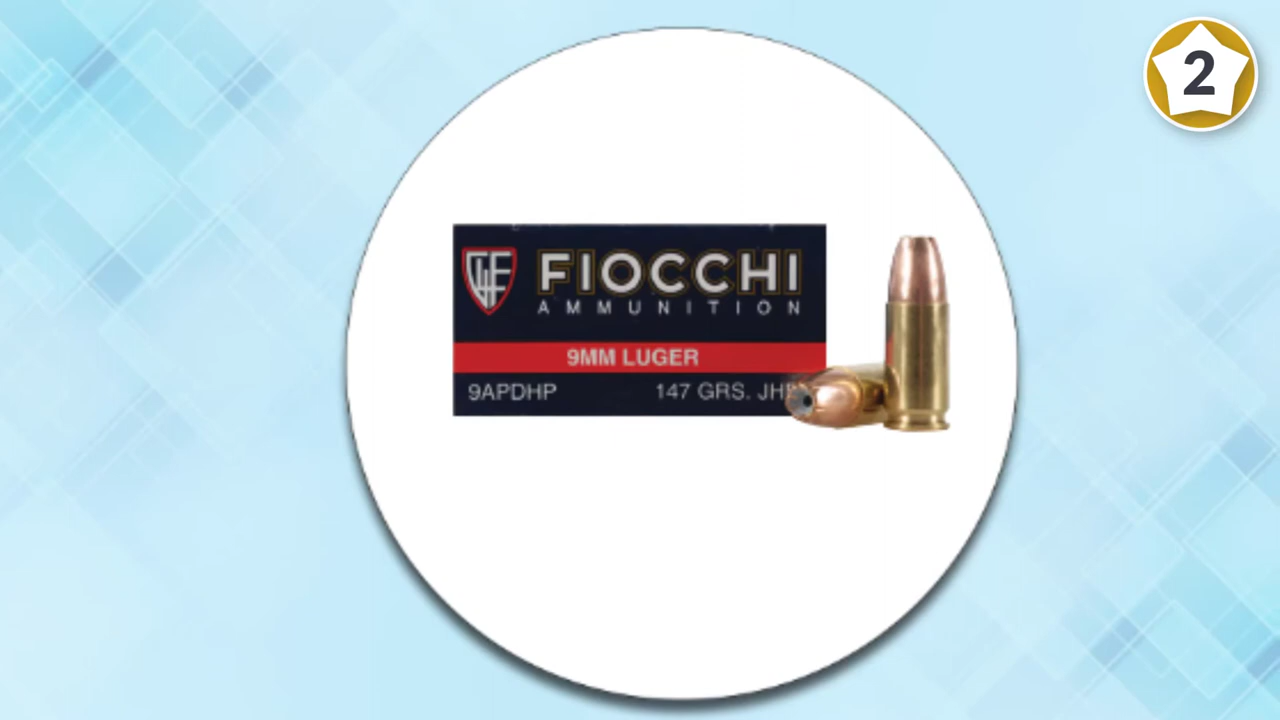 2
FIOCCHI
AMMUNITION
9MM LUGER
9APDHP
147 GRS.